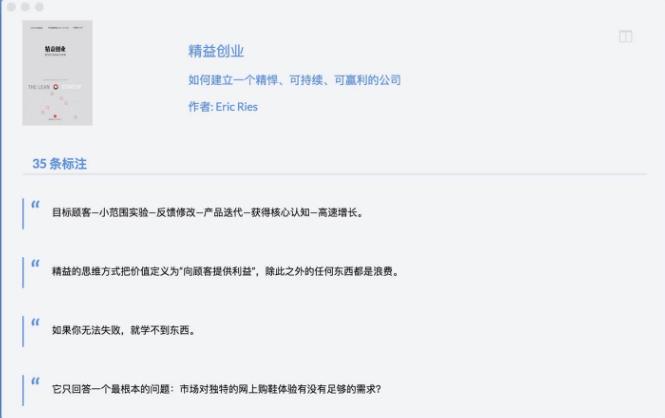 精益创业
THE LEAN STARTUP
精益创业
如何建立一个精悍、可持续、可赢利的公司
作者: Eric Ries
35 条标注
“ 目标顾客—小范围实验—反馈修改—产品迭代—获得核心认知—高速增长。
“ 精益的思维方式把价值定义为“向顾客提供利益”，除此之外的任何东西都是浪费。
“ 如果你无法失败，就学不到东西。
“ 它只回答一个最根本的问题：市场对独特的网上购鞋体验有没有足够的需求？